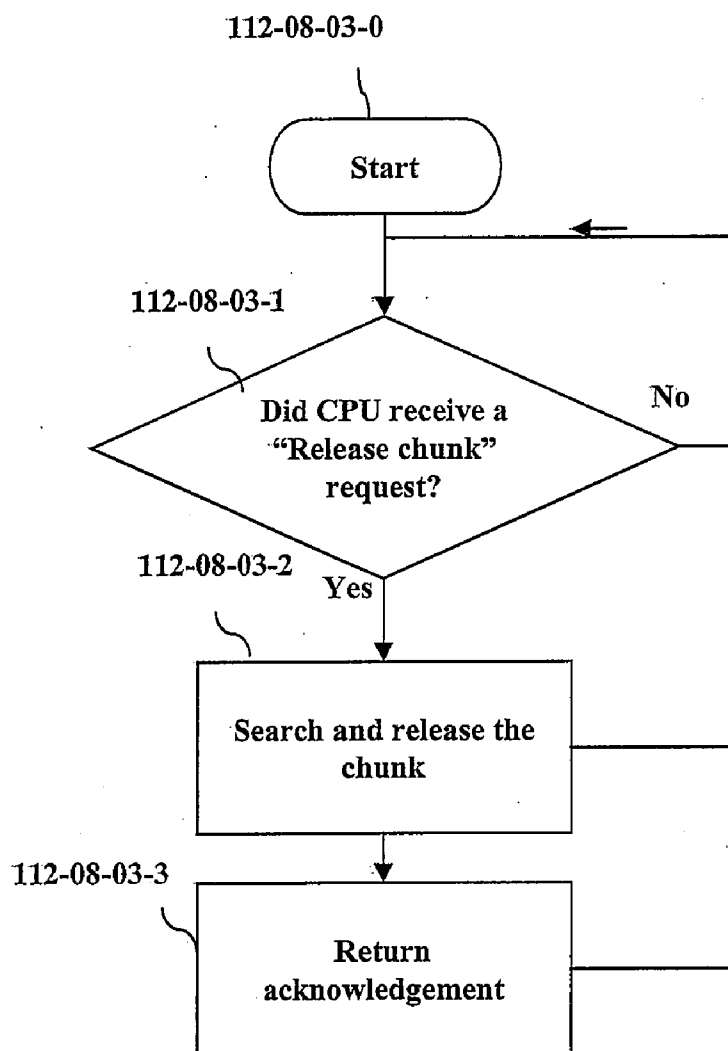 112-08-03-0
Start
112-08-03-1
Did CPU receive a
“Release chunk”
request?
No
112-08-03-2
Yes
Search and release the
chunk
112-08-03-3
Return
acknowledgement